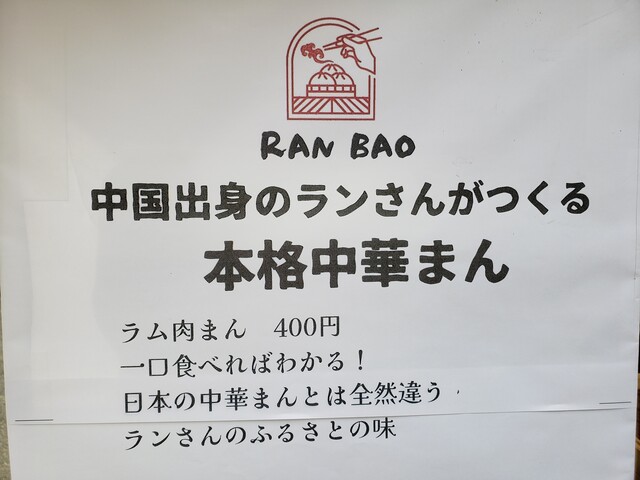 RAN BAO
中国出身のランさんがつくる
本格中華まん
ラム肉まん　400円
一口食べればわかる！
日本の中華まんとは全然違う
ランさんのふるさとの味